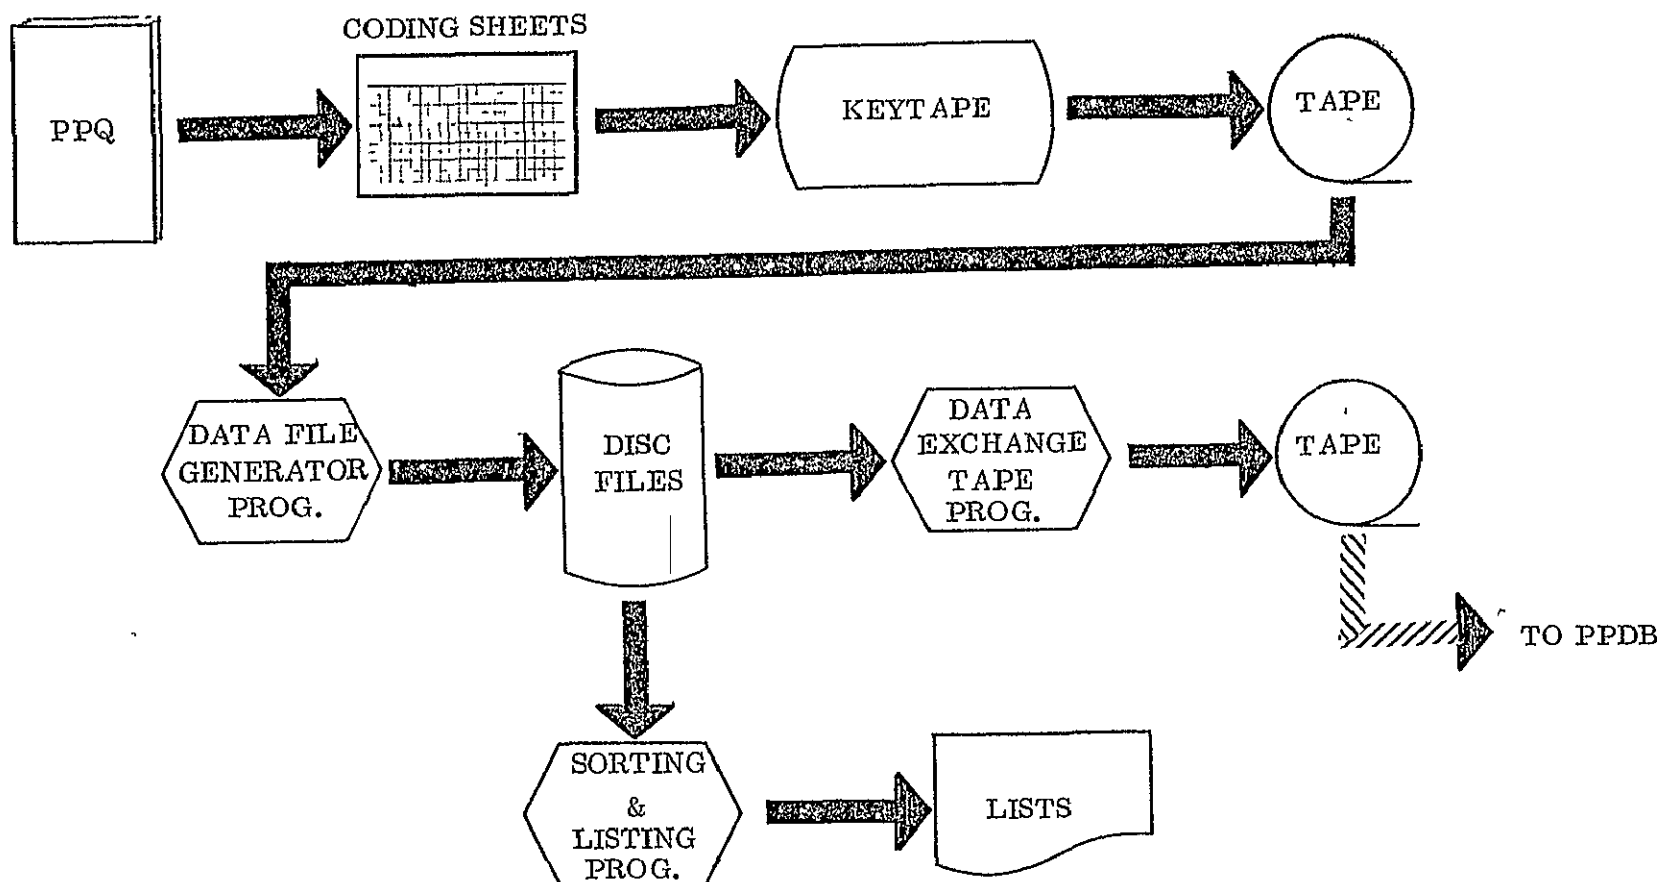 CODING SHEETS
PPQ
KEYTAPE
TAPE
DATA FILE
GENERATOR
PROG.
DISC
FILES
DATA
EXCHANGE
TAPE
PROG.
TAPE
TO PPDB
SORTING
&
LISTING
PROG.
LISTS